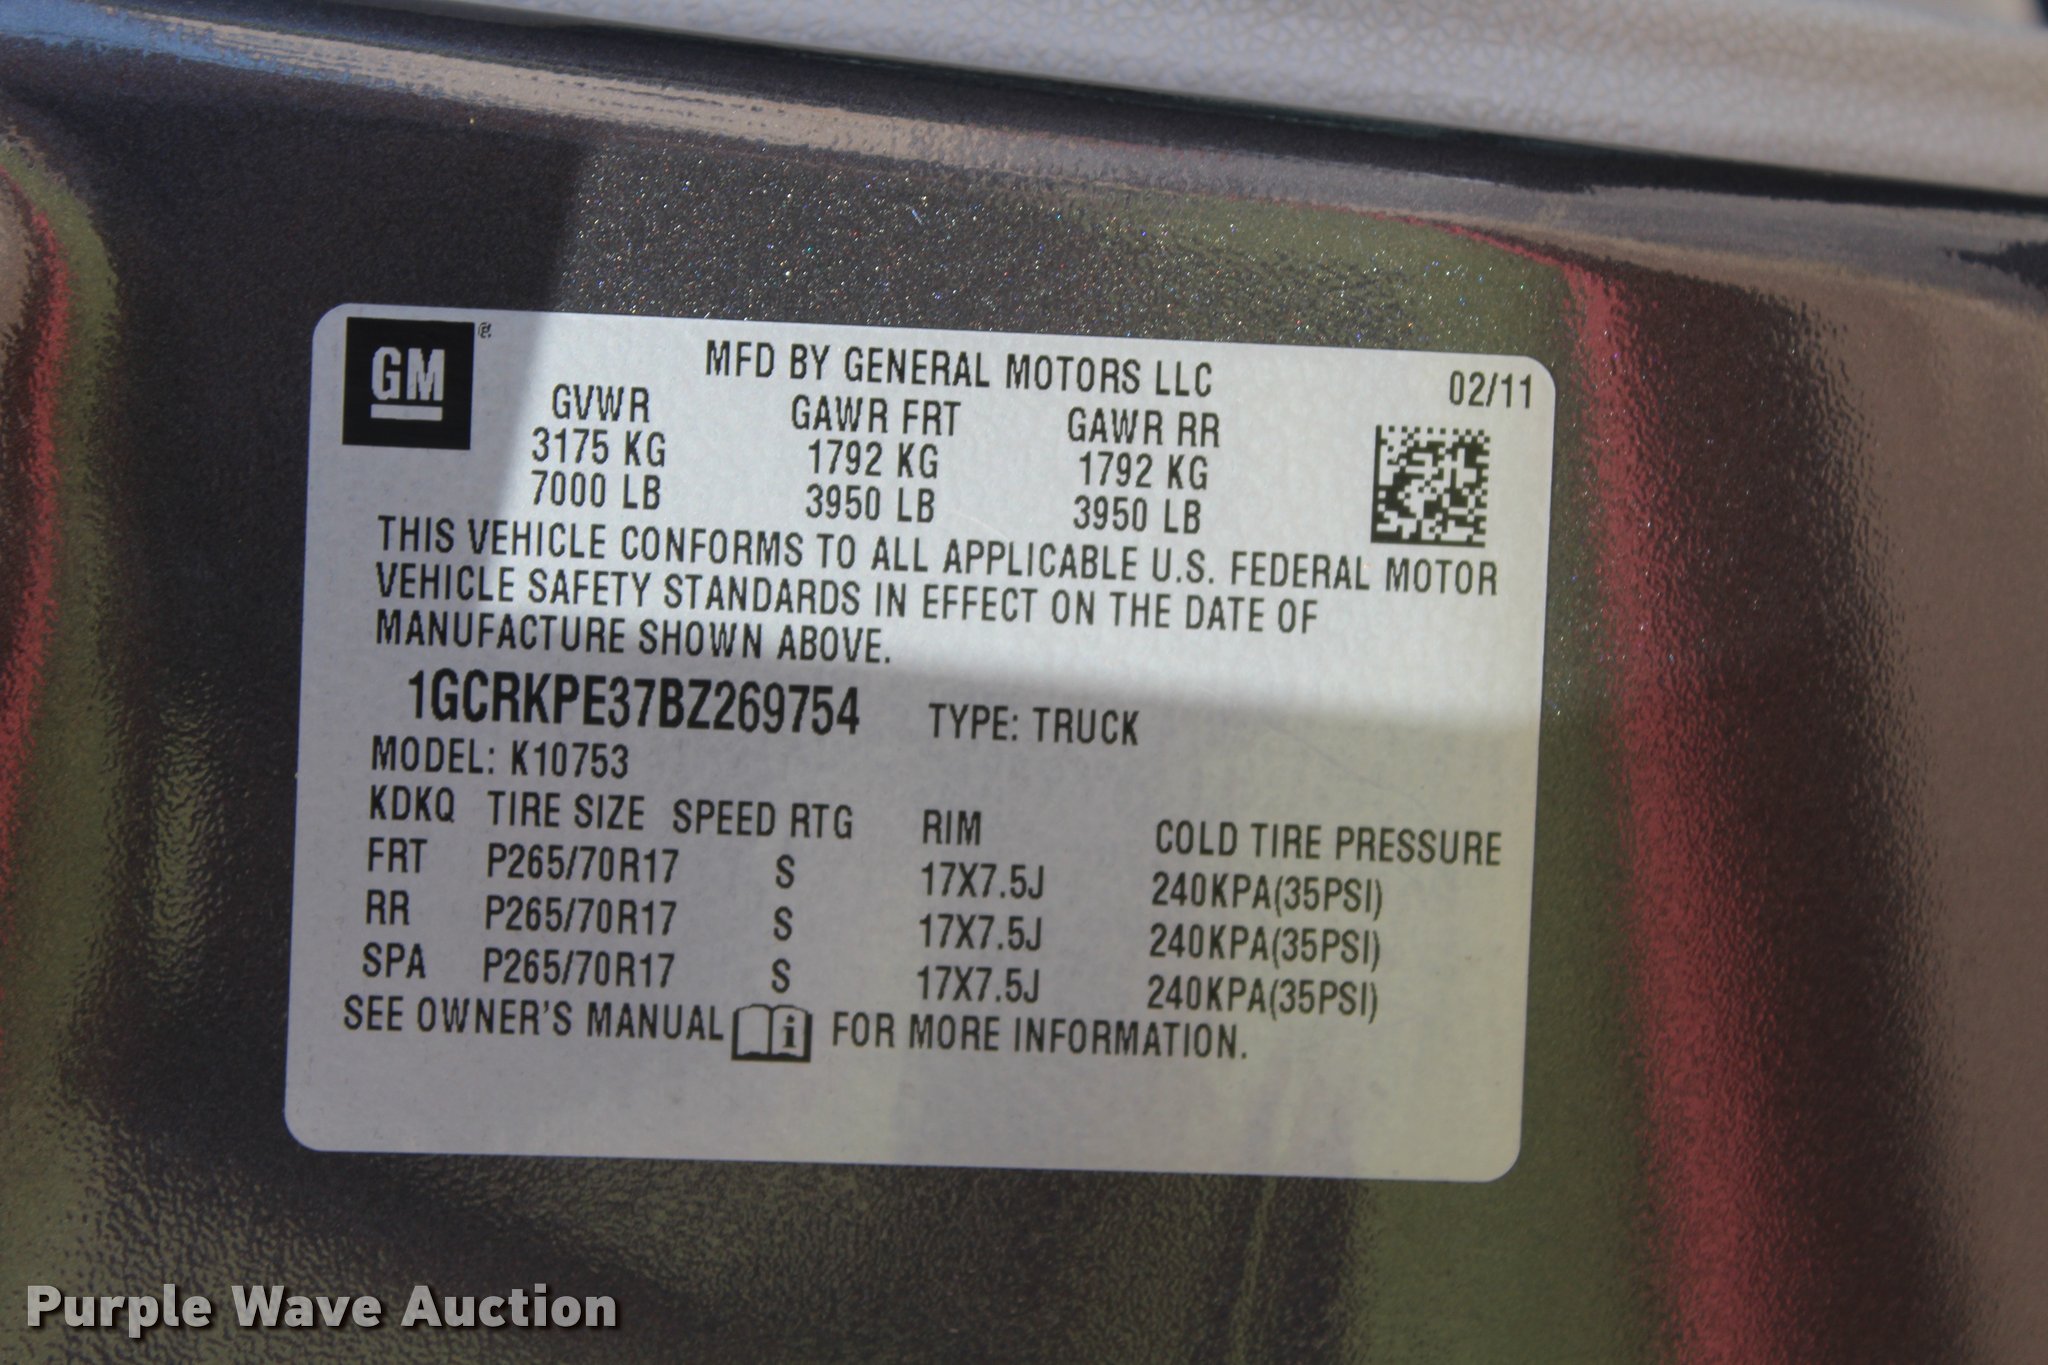 GM ®
MFD BY GENERAL MOTORS LLC 02/11
GVWR GAWR FRT GAWR RR
3175 KG 1792 KG 1792 KG
7000 LB 3950 LB 3950 LB
THIS VEHICLE CONFORMS TO ALL APPLICABLE U.S. FEDERAL MOTOR
VEHICLE SAFETY STANDARDS IN EFFECT ON THE DATE OF
MANUFACTURE SHOWN ABOVE.
1GCRKPE37BZ269754 TYPE: TRUCK
MODEL: K10753
KDKQ TIRE SIZE SPEED RTG RIM COLD TIRE PRESSURE
FRT P265/70R17 S 17X7.5J 240KPA(35PSI)
RR P265/70R17 S 17X7.5J 240KPA(35PSI)
SPA P265/70R17 S 17X7.5J 240KPA(35PSI)
SEE OWNER'S MANUAL i FOR MORE INFORMATION.
Purple Wave Auction